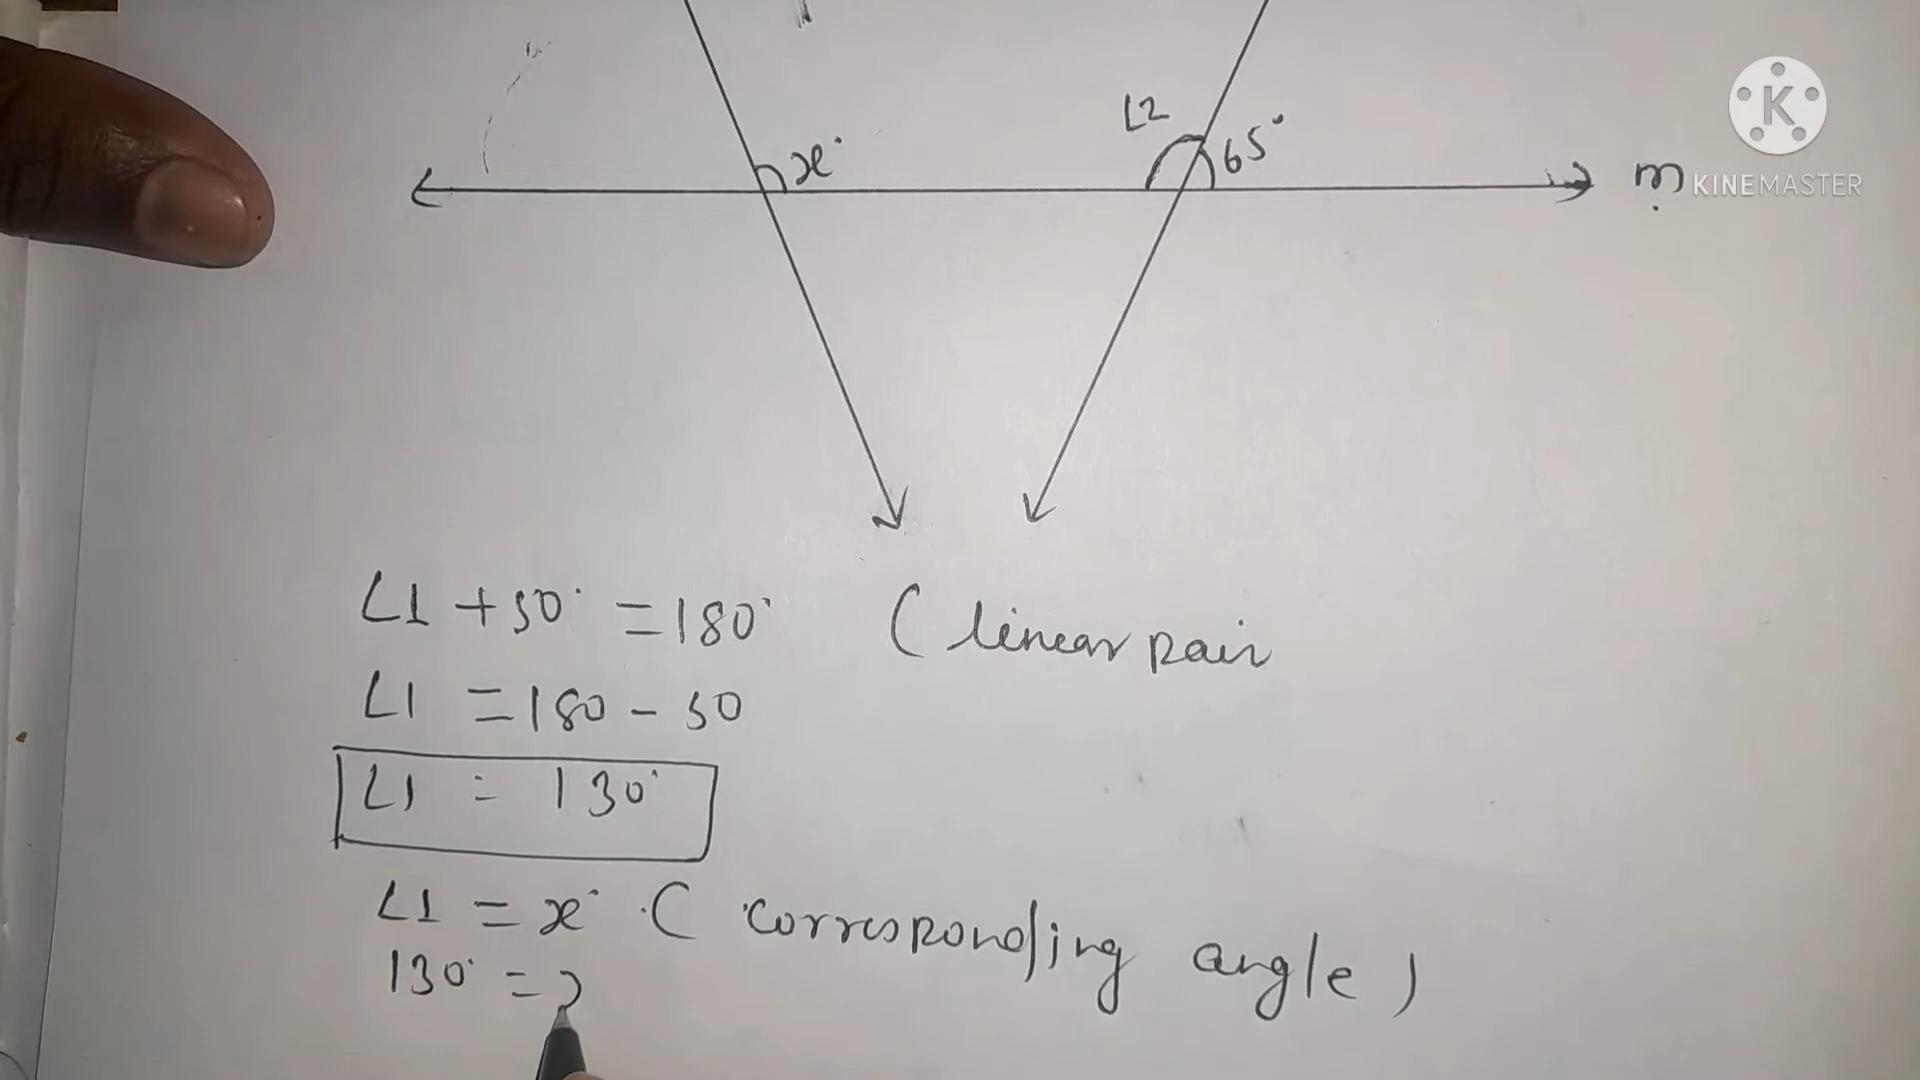 ∠2
x°
65°
m
K
KINEMASTER
∠1 + 50° = 180° (linear pair
∠1 = 180 - 50
∠1 = 130°
∠1 = x° (corresponding angle)
130° =